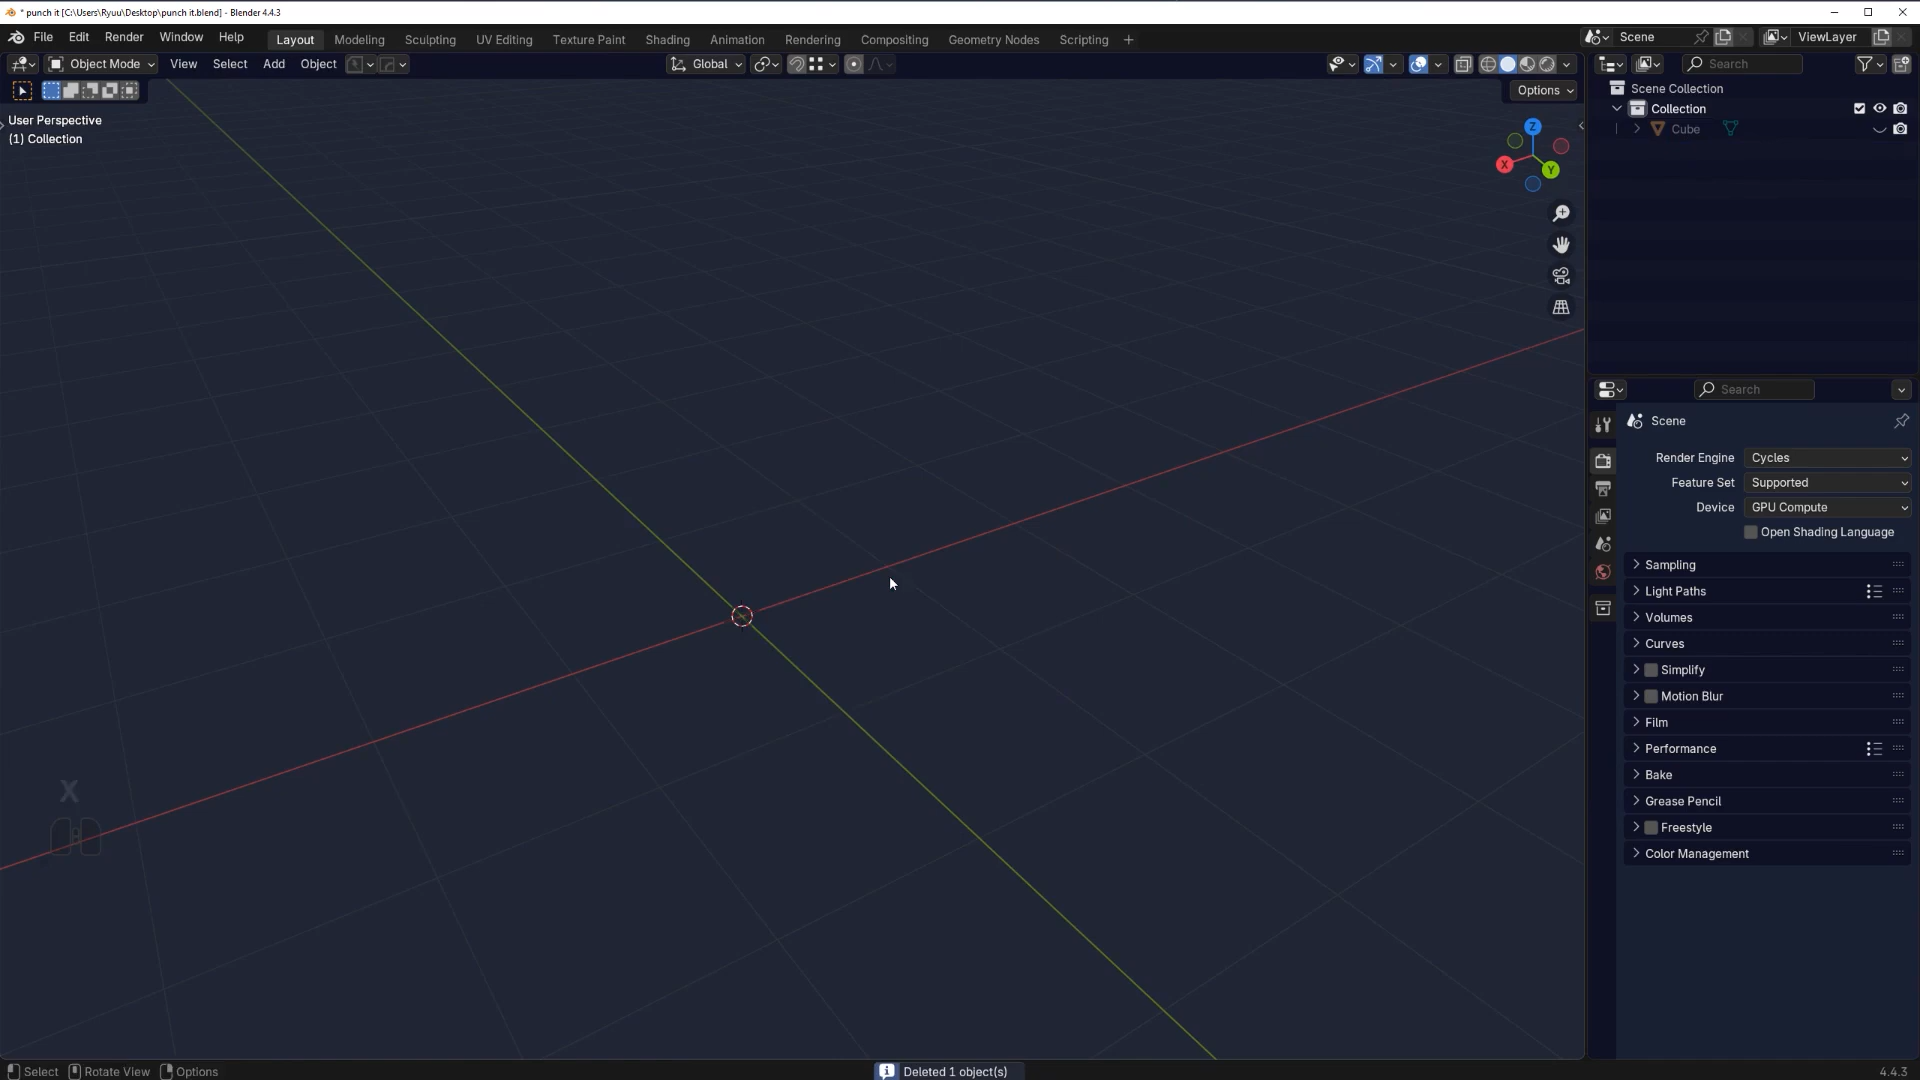 * punch it [C:\Users\Ryuu\Desktop\punch it.blend] - Blender 4.4.3
File Edit Render Window Help Layout Modeling Sculpting UV Editing Texture Paint Shading Animation Rendering Compositing Geometry Nodes Scripting + Scene ViewLayer
Object Mode View Select Add Object Global Search
Options
User Perspective
(1) Collection
Z
X
Y
Scene Collection
Collection
Cube
Search
Scene
Render Engine Cycles
Feature Set Supported
Device GPU Compute
Open Shading Language
Sampling
Light Paths
Volumes
Curves
Simplify
Motion Blur
Film
Performance
Bake
Grease Pencil
Freestyle
Color Management
X
Select Rotate View Options Deleted 1 object(s) 4.4.3